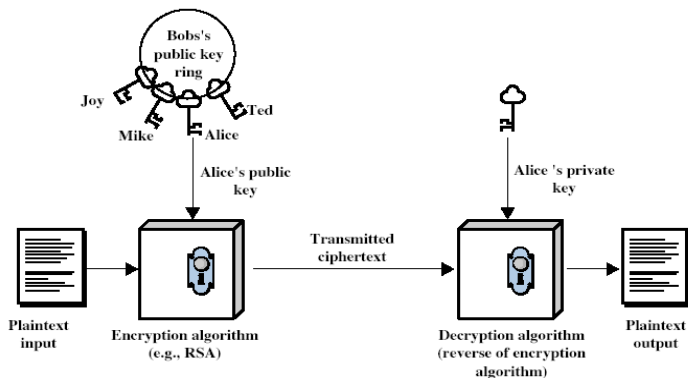 Bobs's
public key
ring
Joy
Ted
Mike
Alice
Alice's public
key
Alice 's private
key
Transmitted
ciphertext
Plaintext
input
Encryption algorithm
(e.g., RSA)
Decryption algorithm
(reverse of encryption
algorithm)
Plaintext
output